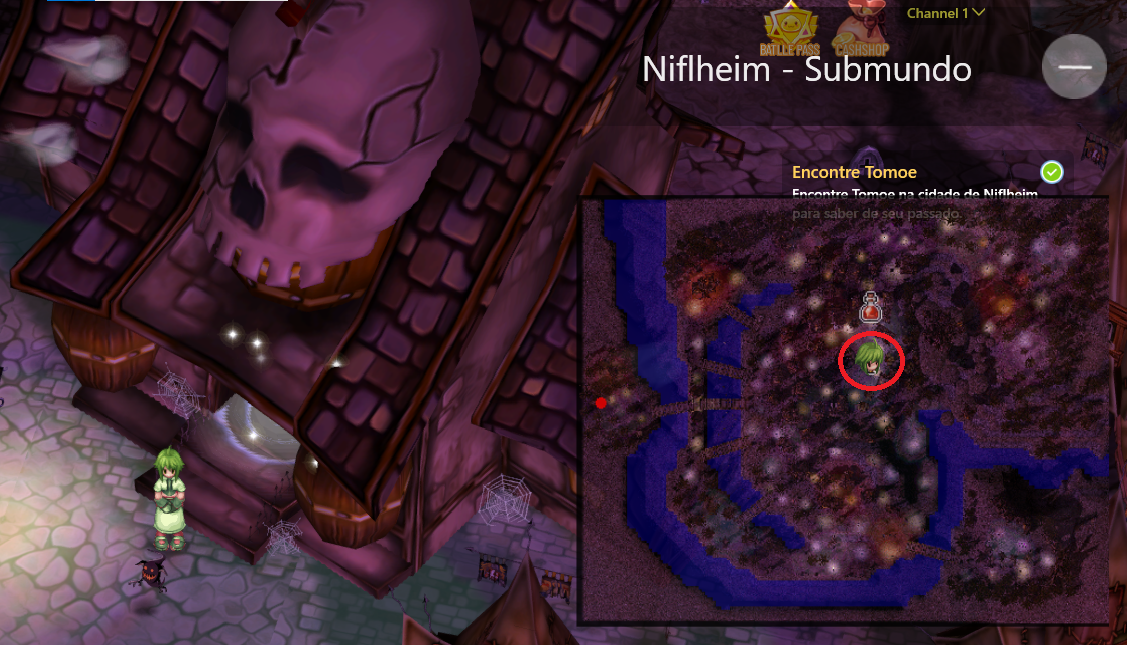 Channel 1
BATLLE PASS
CASHSHOP
Niflheim - Submundo
Encontre Tomoe
Encontre Tomoe na cidade de Niflheim
para saber de seu passado.